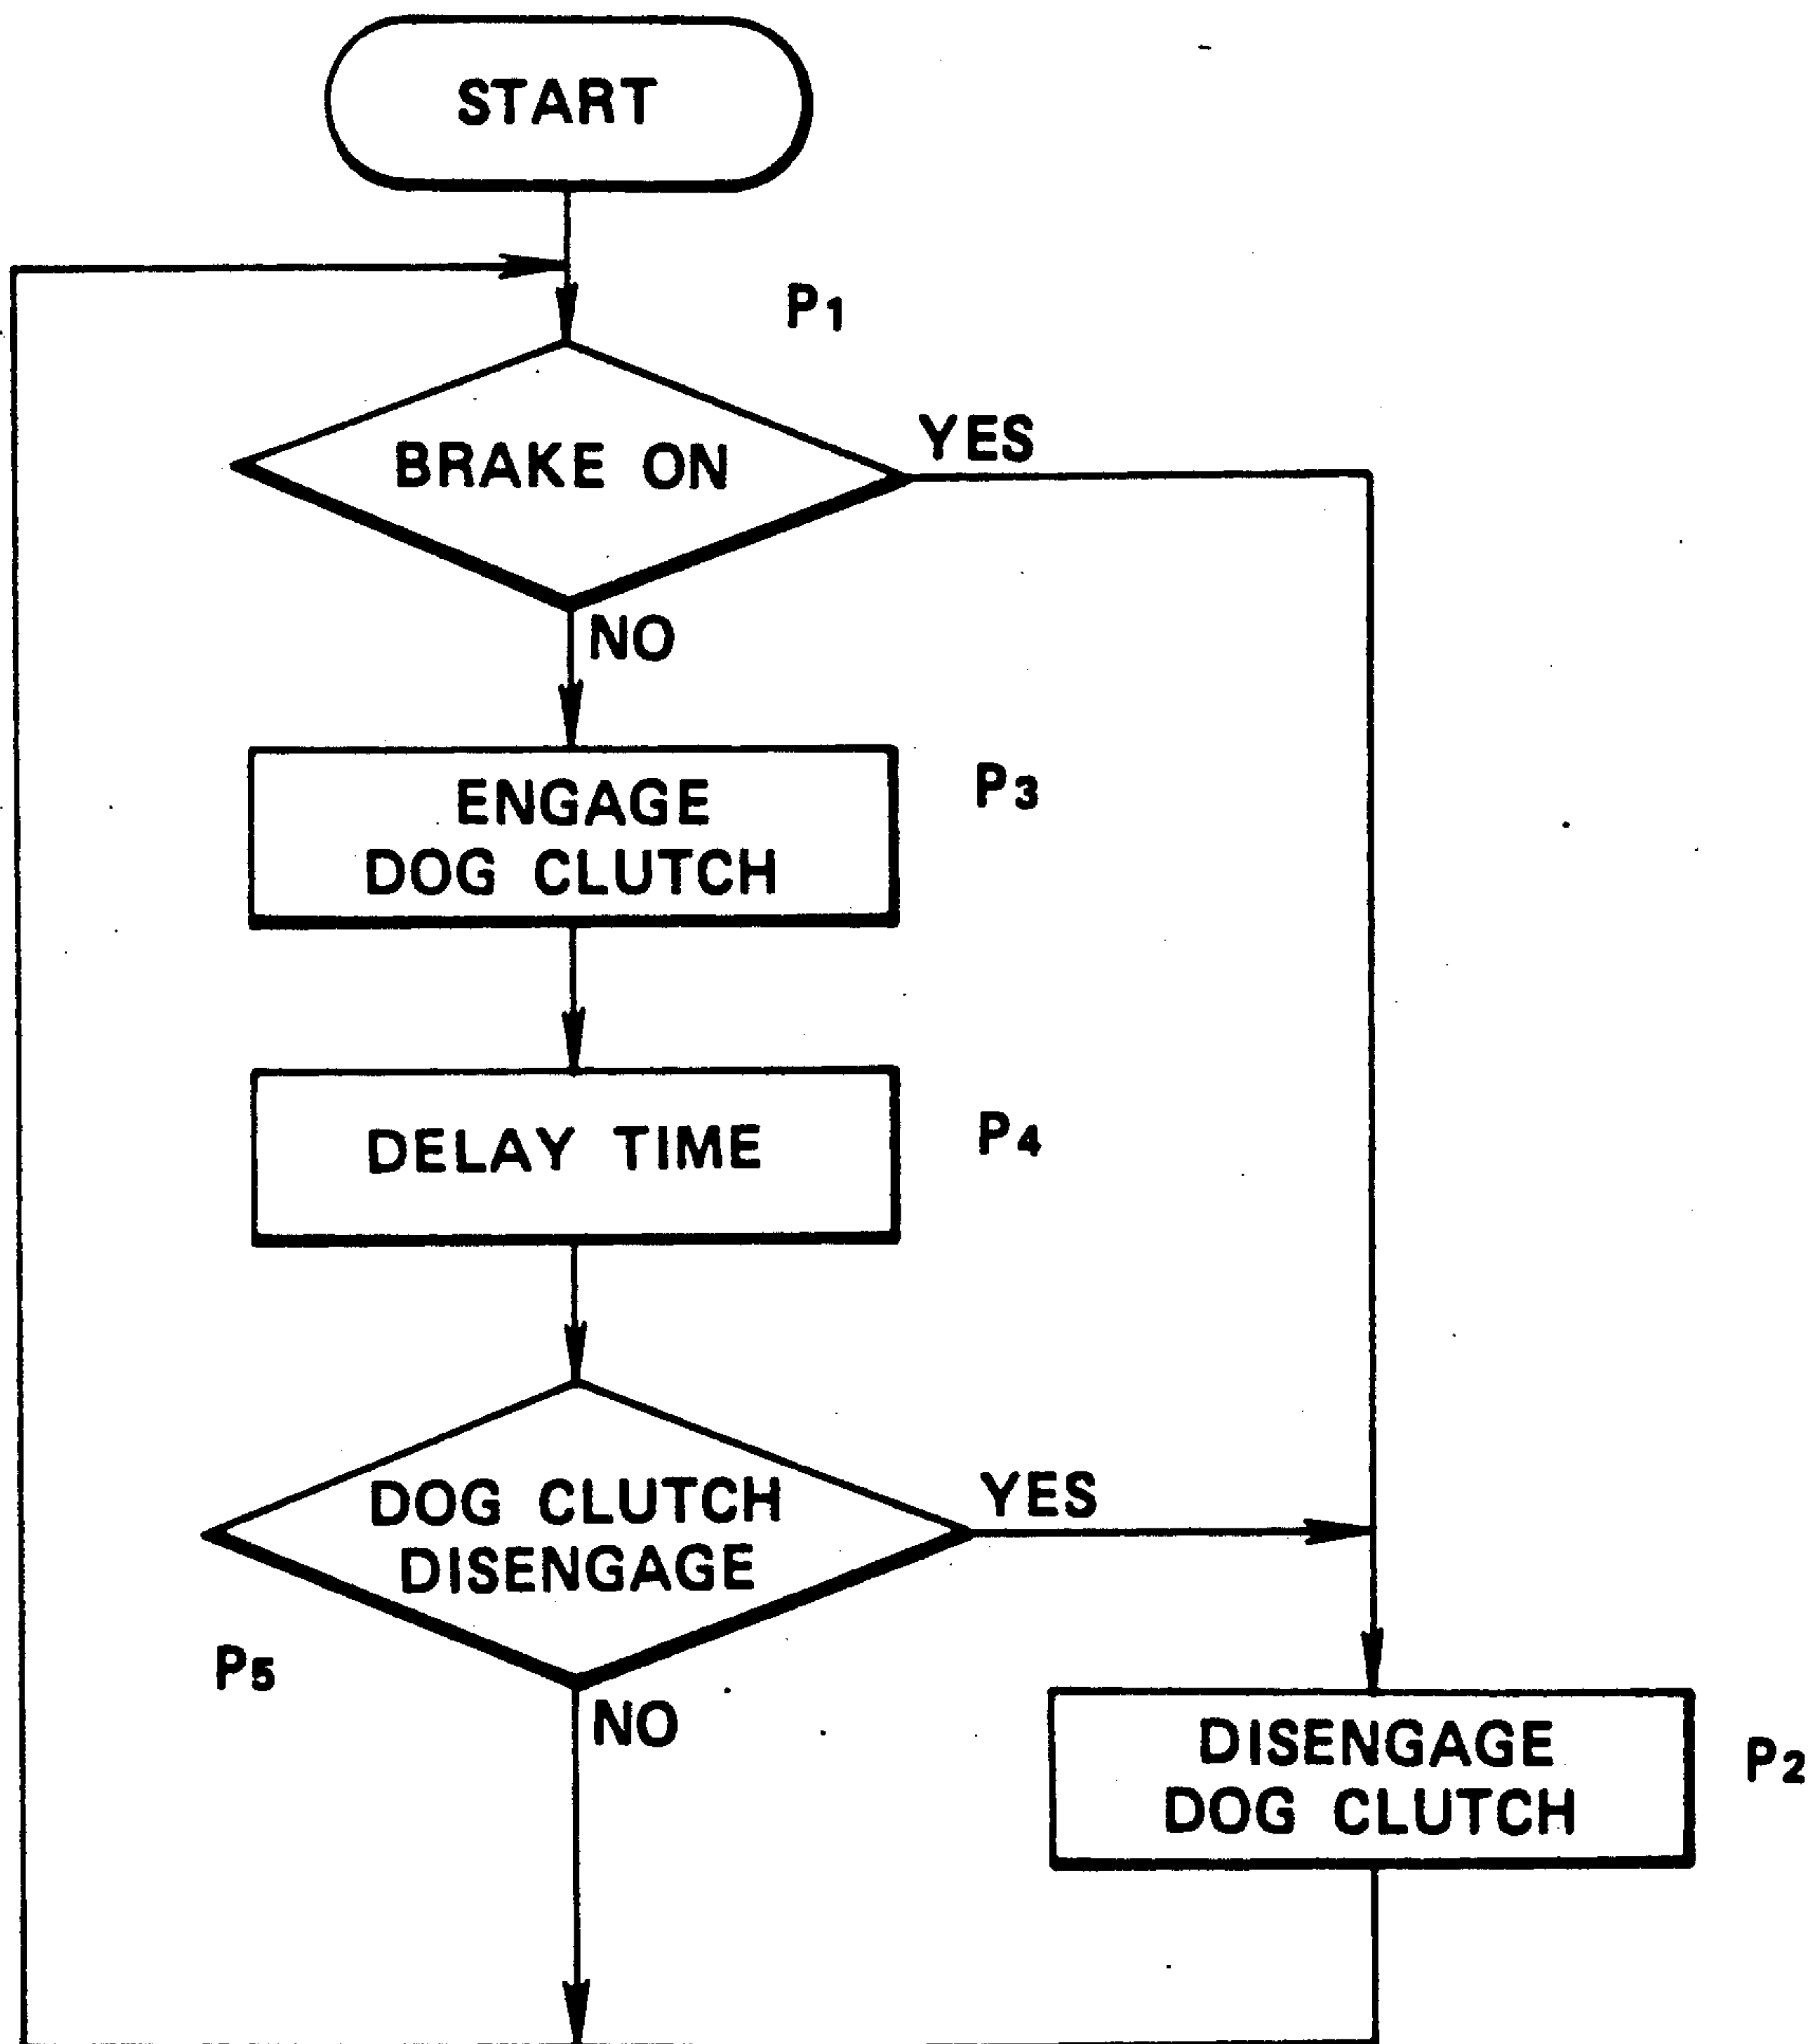 START
P1
BRAKE ON
YES
NO
ENGAGE
DOG CLUTCH
P3
DELAY TIME
P4
DOG CLUTCH
DISENGAGE
YES
P5
NO
DISENGAGE
DOG CLUTCH
P2